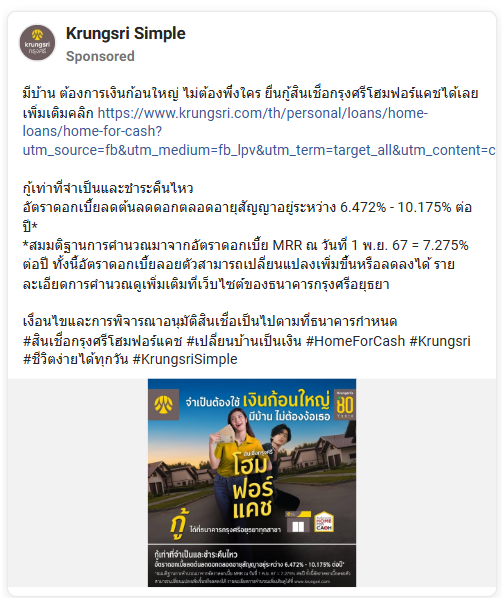 Krungsri Simple
Sponsored
มีบ้าน ต้องการเงินก้อนใหญ่ ไม่ต้องพึ่งใคร ยื่นกู้สินเชื่อกรุงศรีโฮมฟอร์แคชได้เลย
เพิ่มเติมคลิก https://www.krungsri.com/th/personal/loans/home-
loans/home-for-cash?
utm_source=fb&utm_medium=fb_lpv&utm_term=target_all&utm_content=c
กู้เท่าที่จำเป็นและชำระคืนไหว
อัตราดอกเบี้ยลดต้นลดดอกตลอดอายุสัญญาอยู่ระหว่าง 6.472% - 10.175% ต่อ
ปี*
*สมมติฐานการคำนวณมาจากอัตราดอกเบี้ย MRR ณ วันที่ 1 พ.ย. 67 = 7.275%
ต่อปี ทั้งนี้อัตราดอกเบี้ยลอยตัวสามารถเปลี่ยนแปลงเพิ่มขึ้นหรือลดลงได้ ราย
ละเอียดการคำนวณดูเพิ่มเติมที่เว็บไซต์ของธนาคารกรุงศรีอยุธยา
เงื่อนไขและการพิจารณาอนุมัติสินเชื่อเป็นไปตามที่ธนาคารกำหนด
#สินเชื่อกรุงศรีโฮมฟอร์แคช #เปลี่ยนบ้านเป็นเงิน #HomeForCash #Krungsri
#ชีวิตง่ายได้ทุกวัน #KrungsriSimple
krungsri
กรุงศรี
จำเป็นต้องใช้ เงินก้อนใหญ่
มีบ้าน ไม่ต้องง้อเธอ
80
สินเชื่อกรุงศรี
โฮม
ฟอร์
แคช
กู้ ได้ที่ธนาคารกรุงศรีอยุธยาทุกสาขา
HOME
CASH
กู้เท่าที่จำเป็นและชำระคืนไหว
อัตราดอกเบี้ยลดต้นลดดอกตลอดอายุสัญญาอยู่ระหว่าง 6.472% - 10.175% ต่อปี*